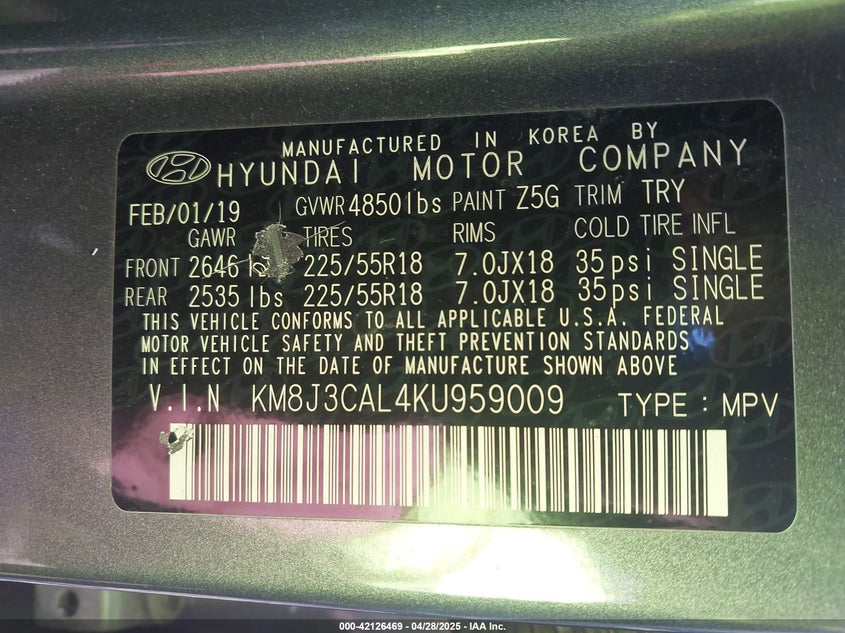 MANUFACTURED IN KOREA BY
HYUNDAI MOTOR COMPANY
FEB/01/19 GVWR 4850lbs PAINT Z5G TRIM TRY
GAWR TIRES RIMS COLD TIRE INFL
FRONT 2646 225/55R18 7.0JX18 35psi SINGLE
REAR 2535 lbs 225/55R18 7.0JX18 35psi SINGLE
THIS VEHICLE CONFORMS TO ALL APPLICABLE U.S.A. FEDERAL
MOTOR VEHICLE SAFETY AND THEFT PREVENTION STANDARDS
IN EFFECT ON THE DATE OF MANUFACTURE SHOWN ABOVE
V.I.N KM8J3CAL4KU959009 TYPE : MPV
000-42126469 - 04/28/2025 - IAA Inc.